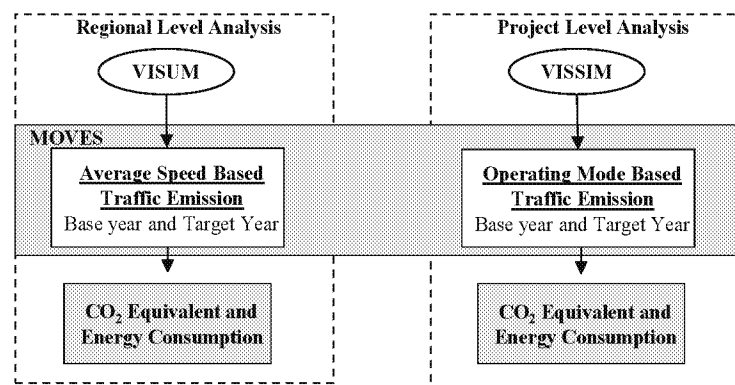 Regional Level Analysis
VISUM
Project Level Analysis
VISSIM
MOVES
Average Speed Based
Traffic Emission
Base year and Target Year
Operating Mode Based
Traffic Emission
Base year and Target Year
CO₂ Equivalent and
Energy Consumption
CO₂ Equivalent and
Energy Consumption